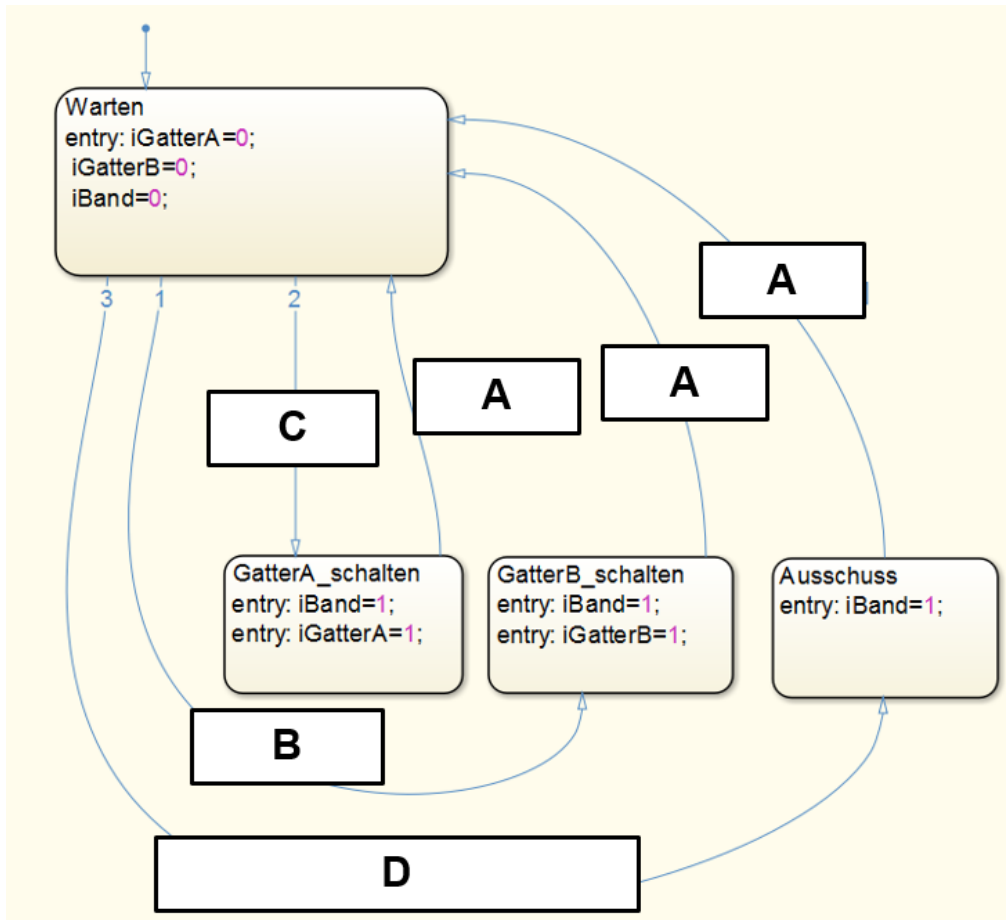 Warten
entry: iGatterA=0;
iGatterB=0;
iBand=0;
3 1 2
A
A
A
C
GatterA_schalten
entry: iBand=1;
entry: iGatterA=1;
GatterB_schalten
entry: iBand=1;
entry: iGatterB=1;
Ausschuss
entry: iBand=1;
B
D